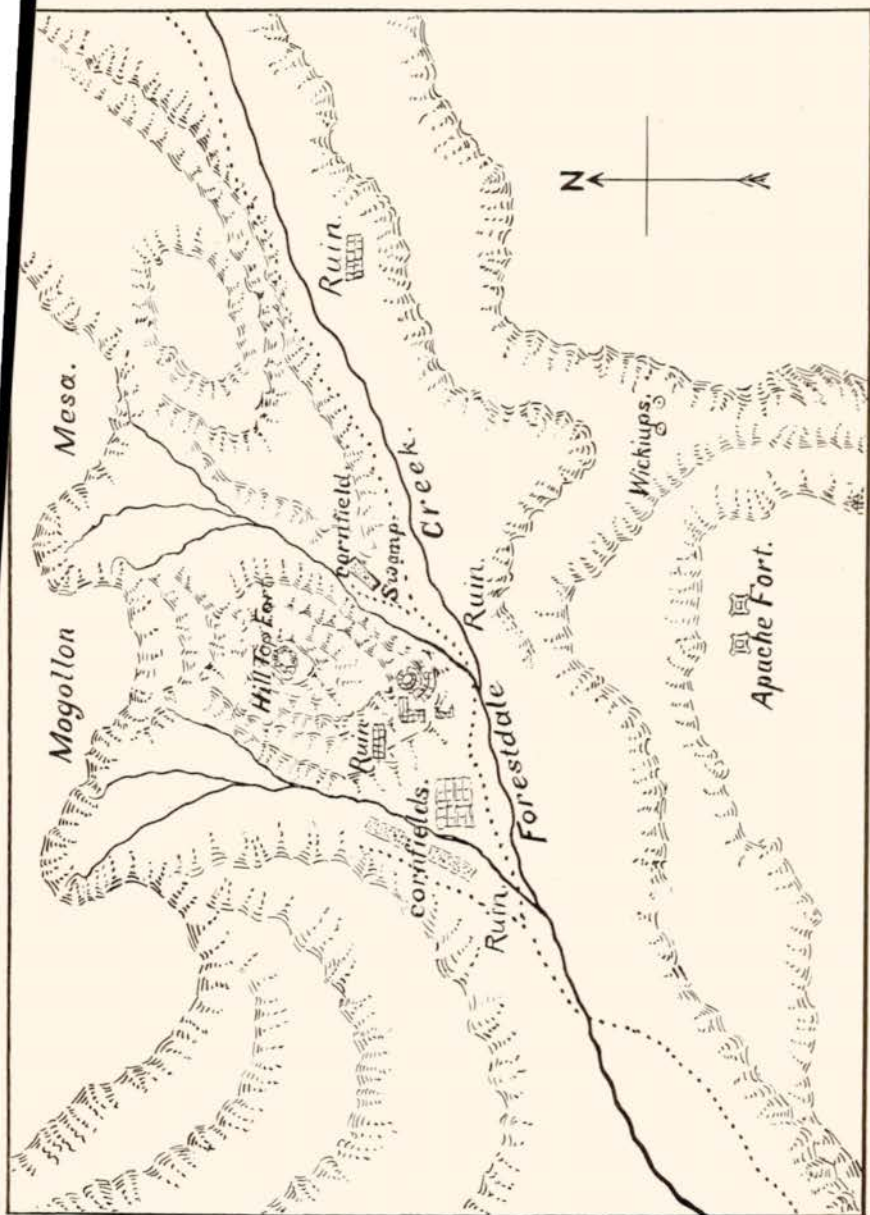 Mogollon Mesa.
N
Hill Top Fort
cornfield
Swamp.
Ruin.
Ruin
cornfields.
Ruin.
Ruin.
Forestdale Creek.
Wickiups.
Apache Fort.